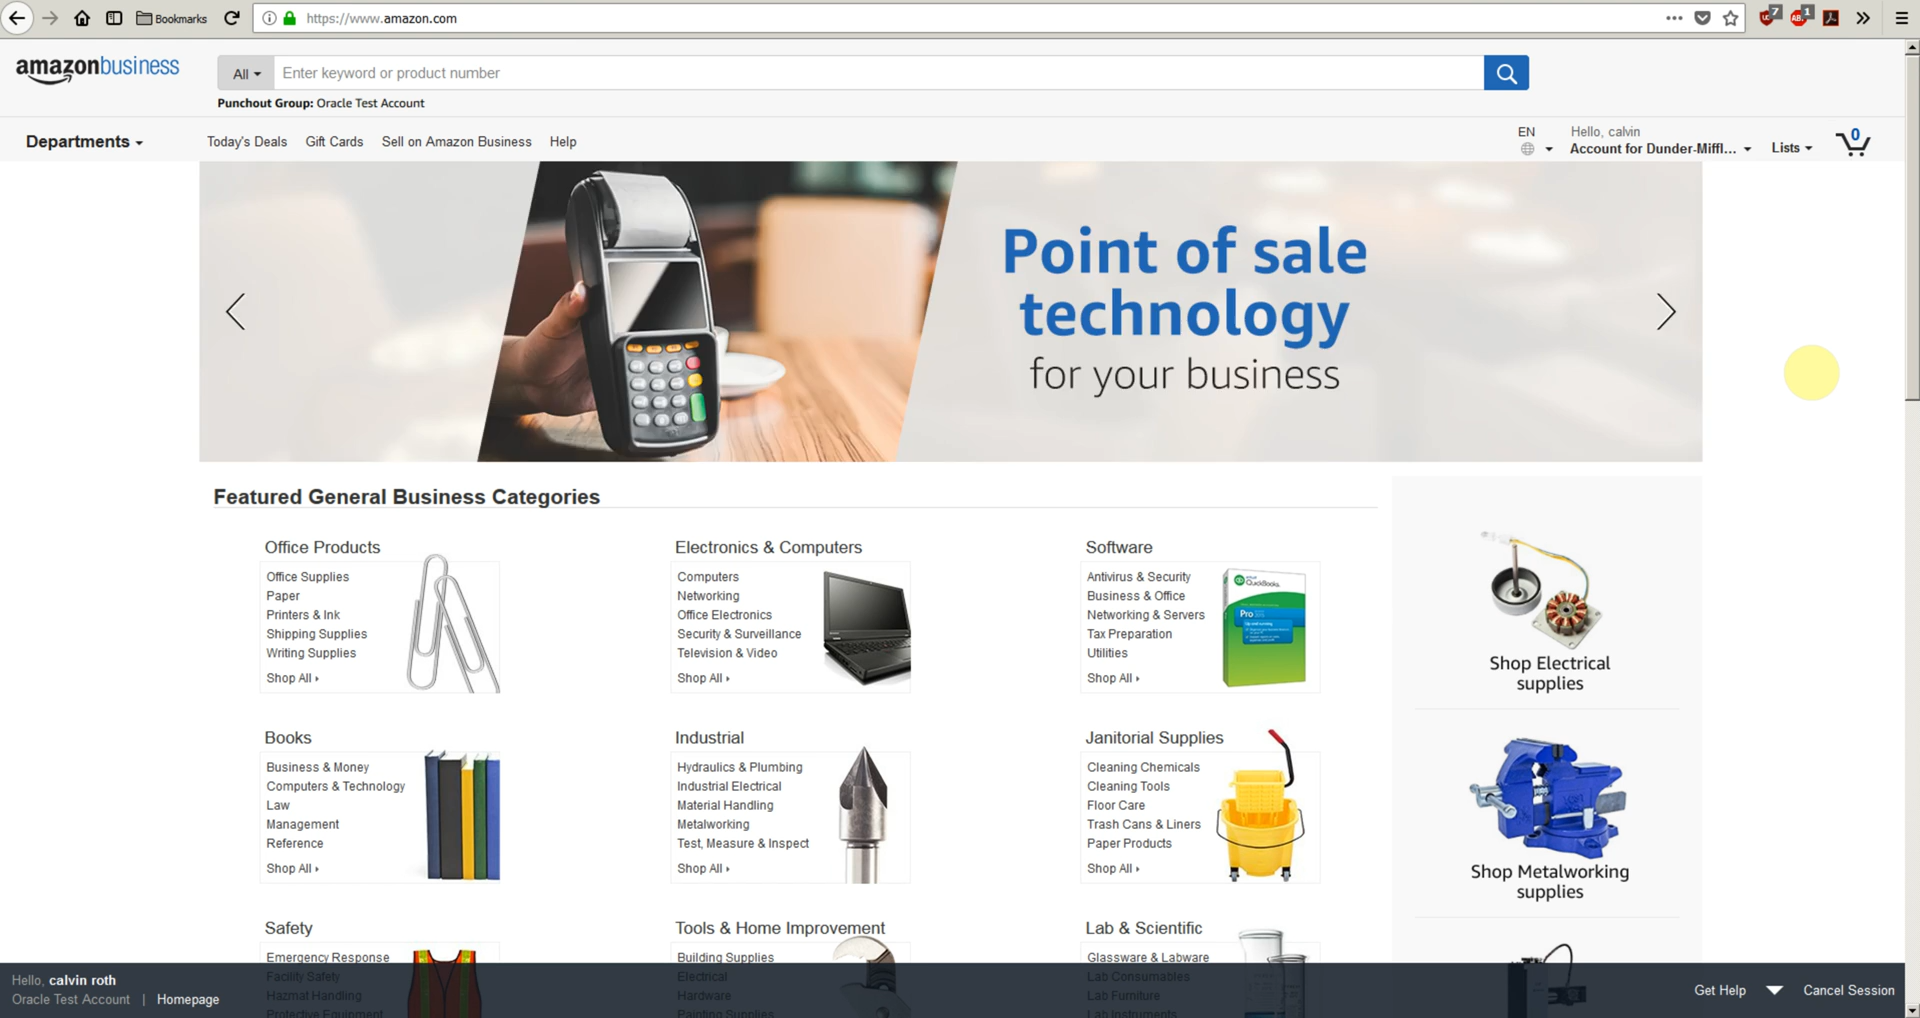 Bookmarks
https://www.amazon.com
7
1
amazonbusiness
All
Enter keyword or product number
Punchout Group: Oracle Test Account
Departments
Today's Deals
Gift Cards
Sell on Amazon Business
Help
EN
Hello, calvin
Account for Dunder-Miffl...
Lists
0
Point of sale
technology
for your business
Featured General Business Categories
Office Products
Office Supplies
Paper
Printers & Ink
Shipping Supplies
Writing Supplies
Shop All
Electronics & Computers
Computers
Networking
Office Electronics
Security & Surveillance
Television & Video
Shop All
Software
Antivirus & Security
Business & Office
Networking & Servers
Tax Preparation
Utilities
Shop All
QuickBooks.
Pro
Shop Electrical
supplies
Books
Business & Money
Computers & Technology
Law
Management
Reference
Shop All
Industrial
Hydraulics & Plumbing
Industrial Electrical
Material Handling
Metalworking
Test, Measure & Inspect
Shop All
Janitorial Supplies
Cleaning Chemicals
Cleaning Tools
Floor Care
Trash Cans & Liners
Paper Products
Shop All
Shop Metalworking
supplies
Safety
Emergency Response
Facility Safety
Hazmat Handling
Protective Equipment
Tools & Home Improvement
Building Supplies
Electrical
Hardware
Painting Supplies
Lab & Scientific
Glassware & Labware
Lab Consumables
Lab Furniture
Lab Instruments
Hello, calvin roth
Oracle Test Account | Homepage
Get Help
Cancel Session